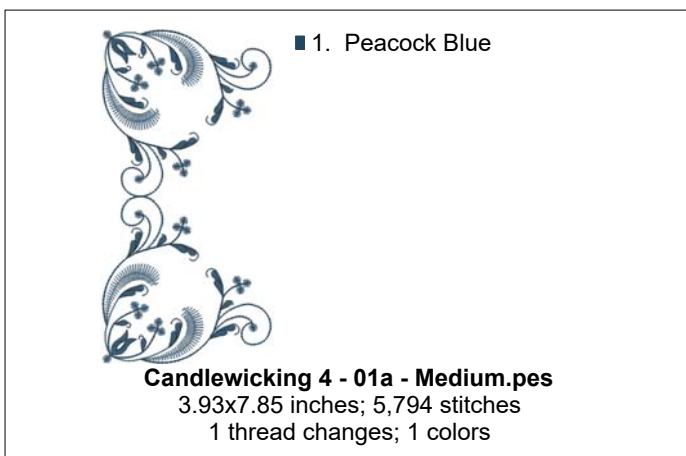 1. Peacock Blue
Candlewicking 4 - 01a - Medium.pes
3.93x7.85 inches; 5,794 stitches
1 thread changes; 1 colors